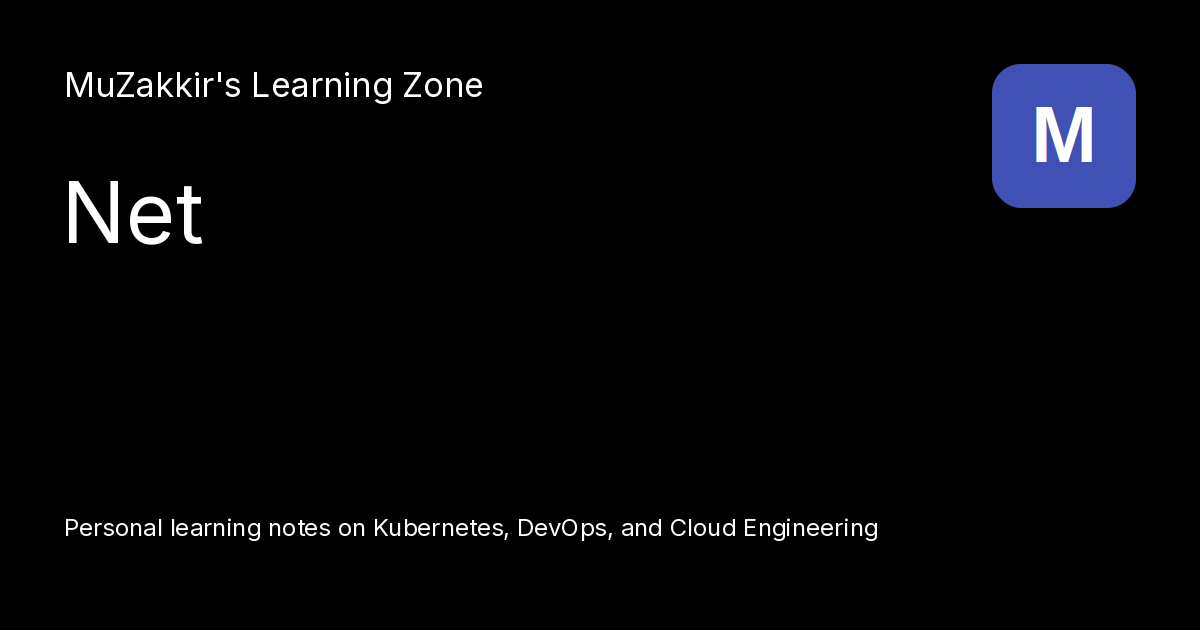 MuZakkir's Learning Zone
M
Net
Personal learning notes on Kubernetes, DevOps, and Cloud Engineering